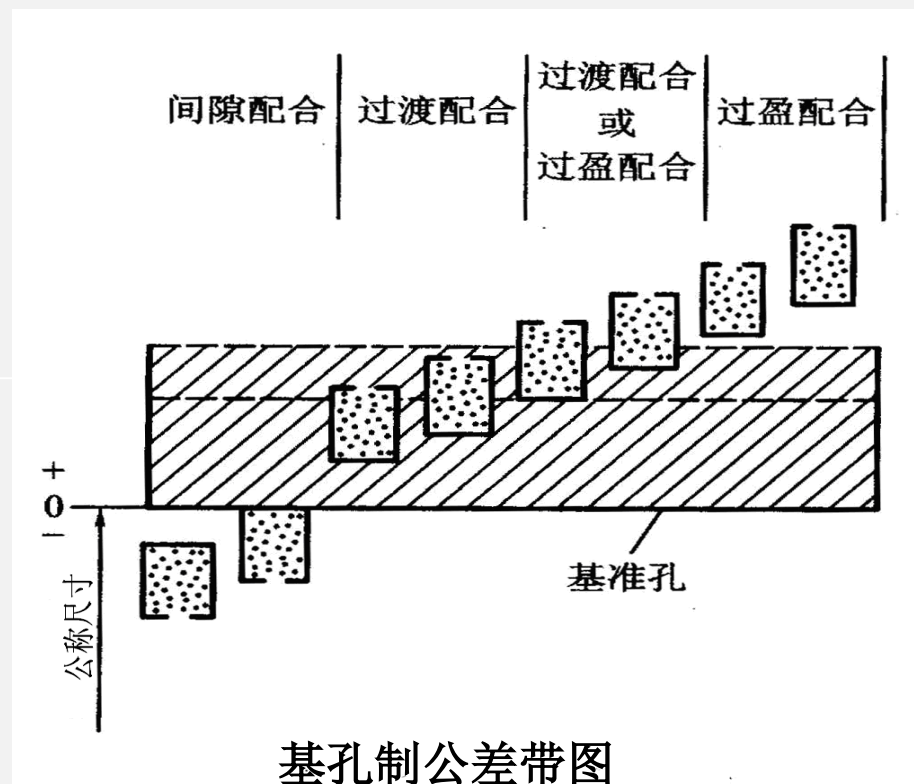 间隙配合
过渡配合
过渡配合
或
过盈配合
过盈配合
+
0
−
公称尺寸
基准孔
基孔制公差带图